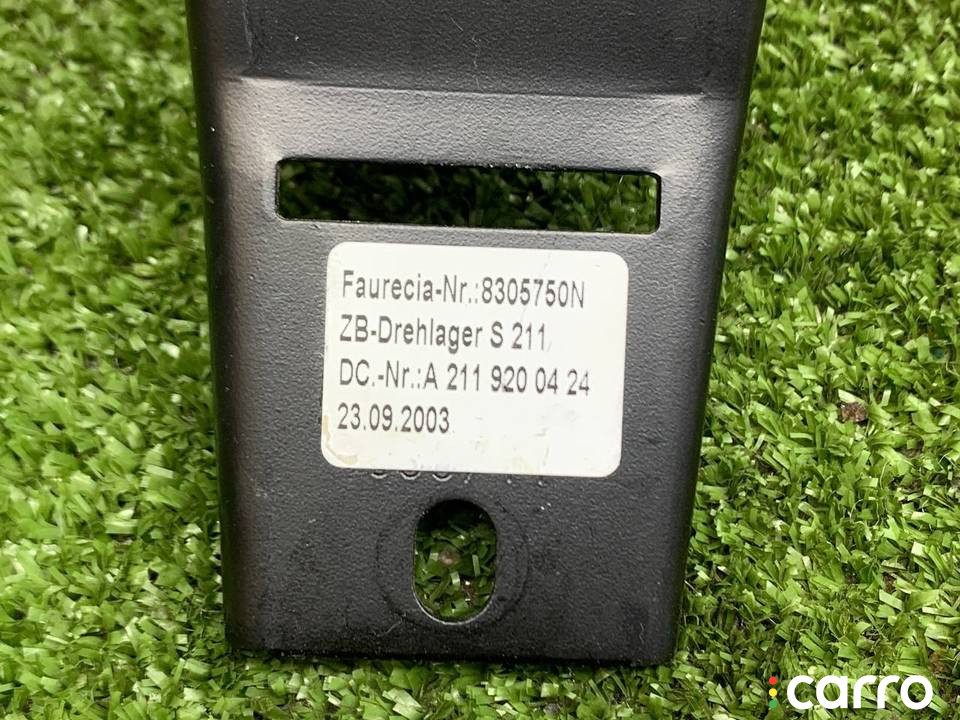 Faurecia-Nr.:8305750N
ZB-Drehlager S 211
DC.-Nr.:A 211 920 04 24
23.09.2003
carro